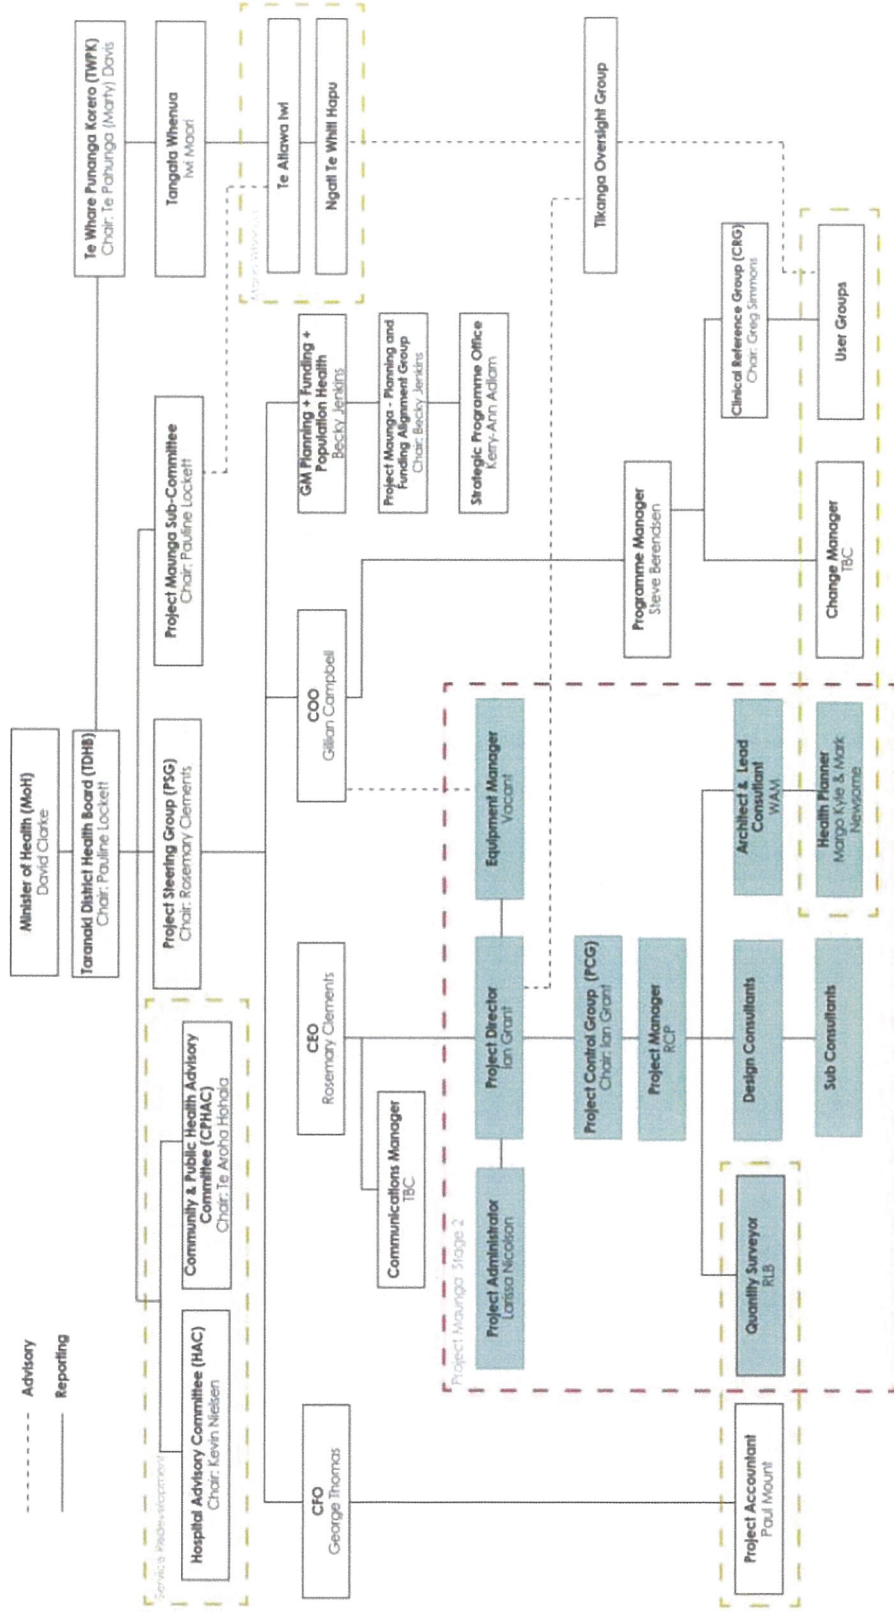 Advisory
Reporting
Minister of Health (MoH)
David Clarke
Taranaki District Health Board (TDHB)
Chair: Pauline Lockett
Te Whare Punanga Korero (TWPK)
Chair: Te Pahunga (Marty) Davis
Service Redevelopment
Hospital Advisory Committee (HAC)
Chair: Kevin Nielsen
Community & Public Health Advisory
Committee (CPHAC)
Chair: Te Aroha Hohaia
Project Steering Group (PSG)
Chair: Rosemary Clements
Project Maunga Sub-Committee
Chair: Pauline Lockett
Tangata Whenua
Iwi Maori
Te Atiawa Iwi
Ngati Te Whiti Hapu
CFO
George Thomas
CEO
Rosemary Clements
COO
Gillian Campbell
GM Planning + Funding +
Population Health
Becky Jenkins
Communications Manager
TBC
Project Maunga - Planning and
Funding Alignment Group
Chair: Becky Jenkins
Strategic Programme Office
Kerry-Ann Adlam
Project Maunga Stage 2
Project Administrator
Larissa Nicolson
Project Director
Ian Grant
Equipment Manager
Vacant
Project Control Group (PCG)
Chair: Ian Grant
Tikanga Oversight Group
Project Manager
RCP
Programme Manager
Steve Berendsen
Project Accountant
Paul Mount
Quantity Surveyor
RLB
Design Consultants
Architect & Lead
Consultant
WAM
Clinical Reference Group (CRG)
Chair: Greg Simmons
Sub Consultants
Health Planner
Margo Kyle & Mark
Newsome
Change Manager
TBC
User Groups